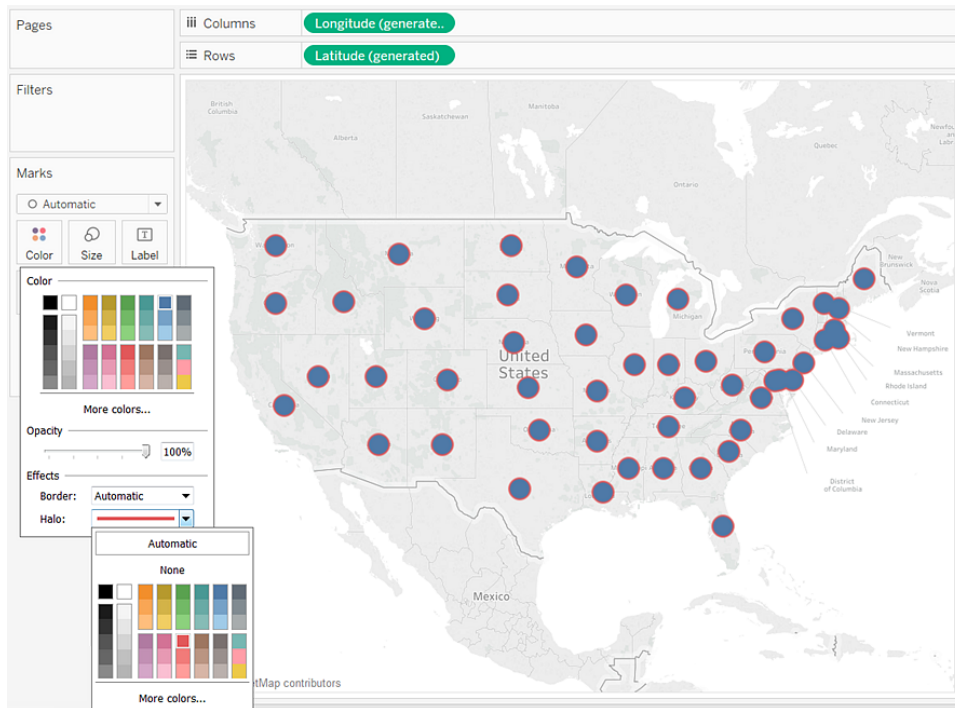 Pages
Columns
Longitude (generate..
Rows
Latitude (generated)
Filters
Marks
Automatic
Color
Size
Label
Color
More colors...
Opacity
100%
Effects
Border:
Automatic
Halo:
Automatic
None
More colors...
British
Columbia
Alberta
Saskatchewan
Manitoba
Ontario
Quebec
New
Brunswick
Nova
Scotia
Michigan
United
States
Vermont
New Hampshire
Massachusetts
Rhode Island
Connecticut
New Jersey
Delaware
Maryland
District
of Columbia
Mexico
etMap contributors